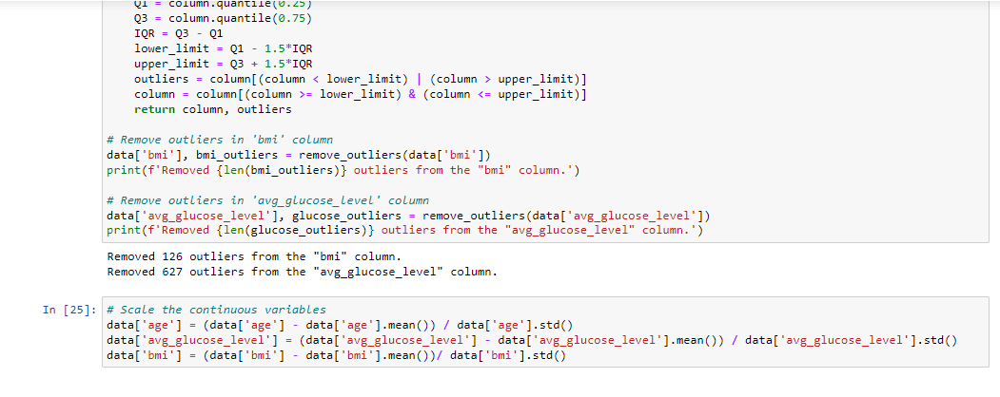 Q1 = column.quantile(0.25)
Q3 = column.quantile(0.75)
IQR = Q3 - Q1
lower_limit = Q1 - 1.5*IQR
upper_limit = Q3 + 1.5*IQR
outliers = column[(column < lower_limit) | (column > upper_limit)]
column = column[(column >= lower_limit) & (column <= upper_limit)]
return column, outliers
# Remove outliers in 'bmi' column
data['bmi'], bmi_outliers = remove_outliers(data['bmi'])
print(f'Removed {len(bmi_outliers)} outliers from the "bmi" column.')
# Remove outliers in 'avg_glucose_level' column
data['avg_glucose_level'], glucose_outliers = remove_outliers(data['avg_glucose_level'])
print(f'Removed {len(glucose_outliers)} outliers from the "avg_glucose_level" column.')
Removed 126 outliers from the "bmi" column.
Removed 627 outliers from the "avg_glucose_level" column.
In [25]: # Scale the continuous variables
data['age'] = (data['age'] - data['age'].mean()) / data['age'].std()
data['avg_glucose_level'] = (data['avg_glucose_level'] - data['avg_glucose_level'].mean()) / data['avg_glucose_level'].std()
data['bmi'] = (data['bmi'] - data['bmi'].mean())/ data['bmi'].std()